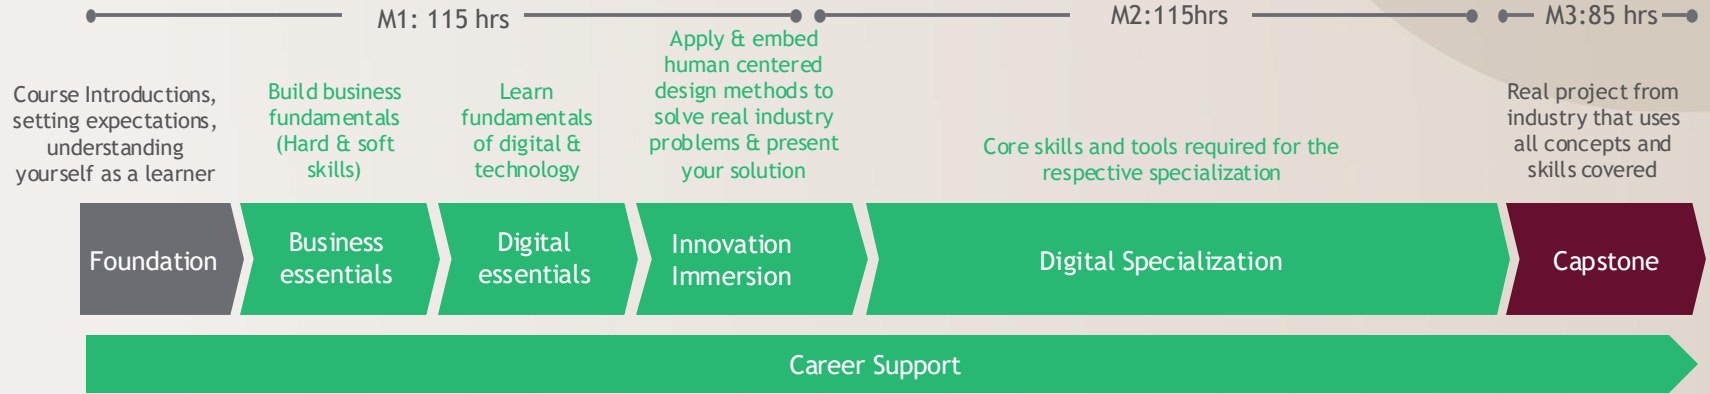 M1: 115 hrs
M2:115hrs
M3:85 hrs
Course Introductions,
setting expectations,
understanding
yourself as a learner
Build business
fundamentals
(Hard & soft
skills)
Learn
fundamentals
of digital &
technology
Apply & embed
human centered
design methods to
solve real industry
problems & present
your solution
Core skills and tools required for the
respective specialization
Real project from
industry that uses
all concepts and
skills covered
Foundation
Business
essentials
Digital
essentials
Innovation
Immersion
Digital Specialization
Capstone
Career Support